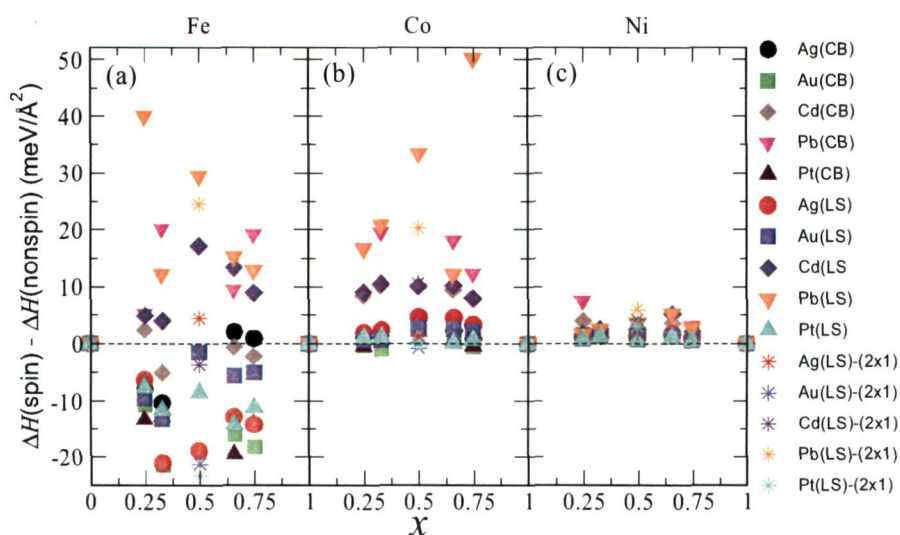 Fe Co Ni
(a) (b) (c)
ΔH(spin) - ΔH(nonspin) (meV/Å²)
50
40
30
20
10
0
-10
-20
0 0.25 0.5 0.75 1 0.25 0.5 0.75 1 0.25 0.5 0.75 1
x
Ag(CB)
Au(CB)
Cd(CB)
Pb(CB)
Pt(CB)
Ag(LS)
Au(LS)
Cd(LS
Pb(LS)
Pt(LS)
Ag(LS)-(2x1)
Au(LS)-(2x1)
Cd(LS)-(2x1)
Pb(LS)-(2x1)
Pt(LS)-(2x1)